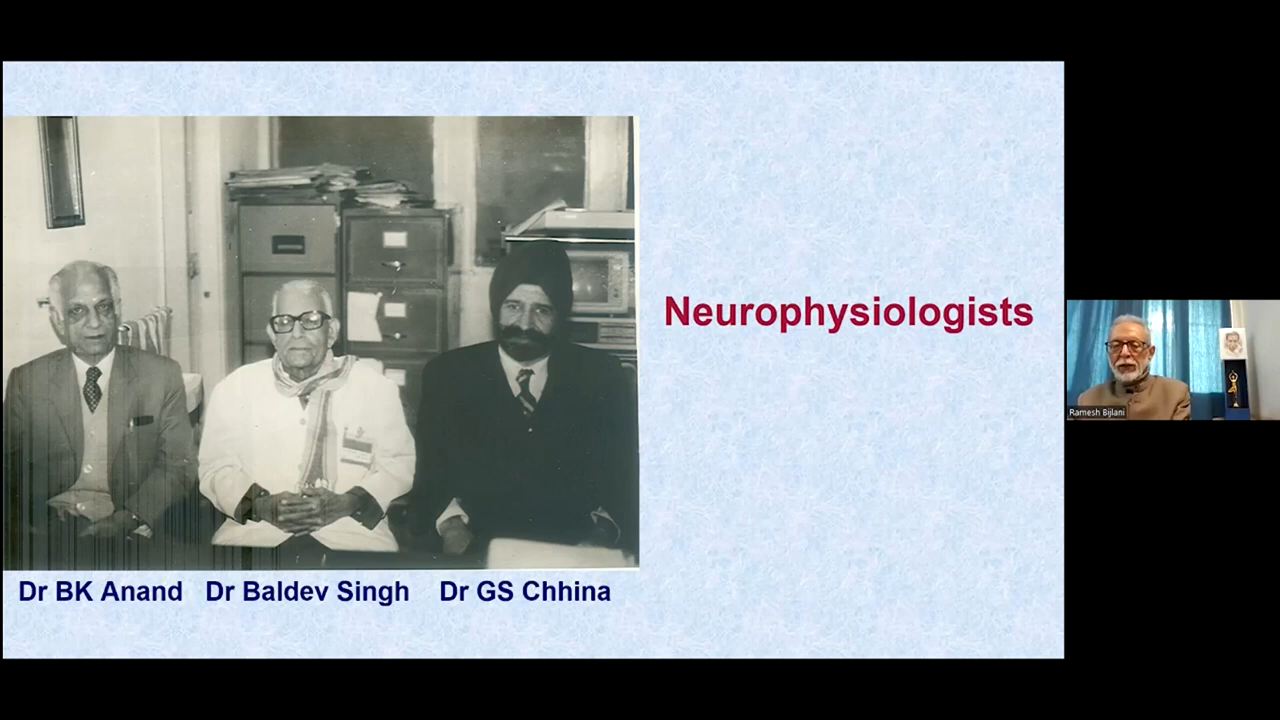 Neurophysiologists
Ramesh Bijlani
Dr BK Anand Dr Baldev Singh Dr GS Chhina